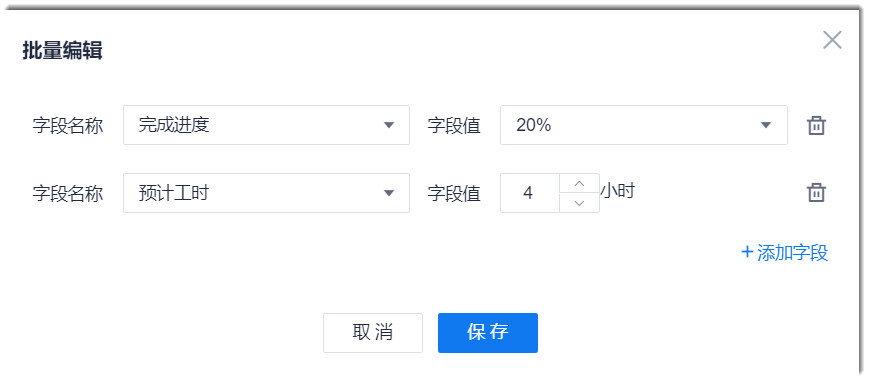 批量编辑
字段名称 完成进度 字段值 20%
字段名称 预计工时 字段值 4 小时
+ 添加字段
取消 保存